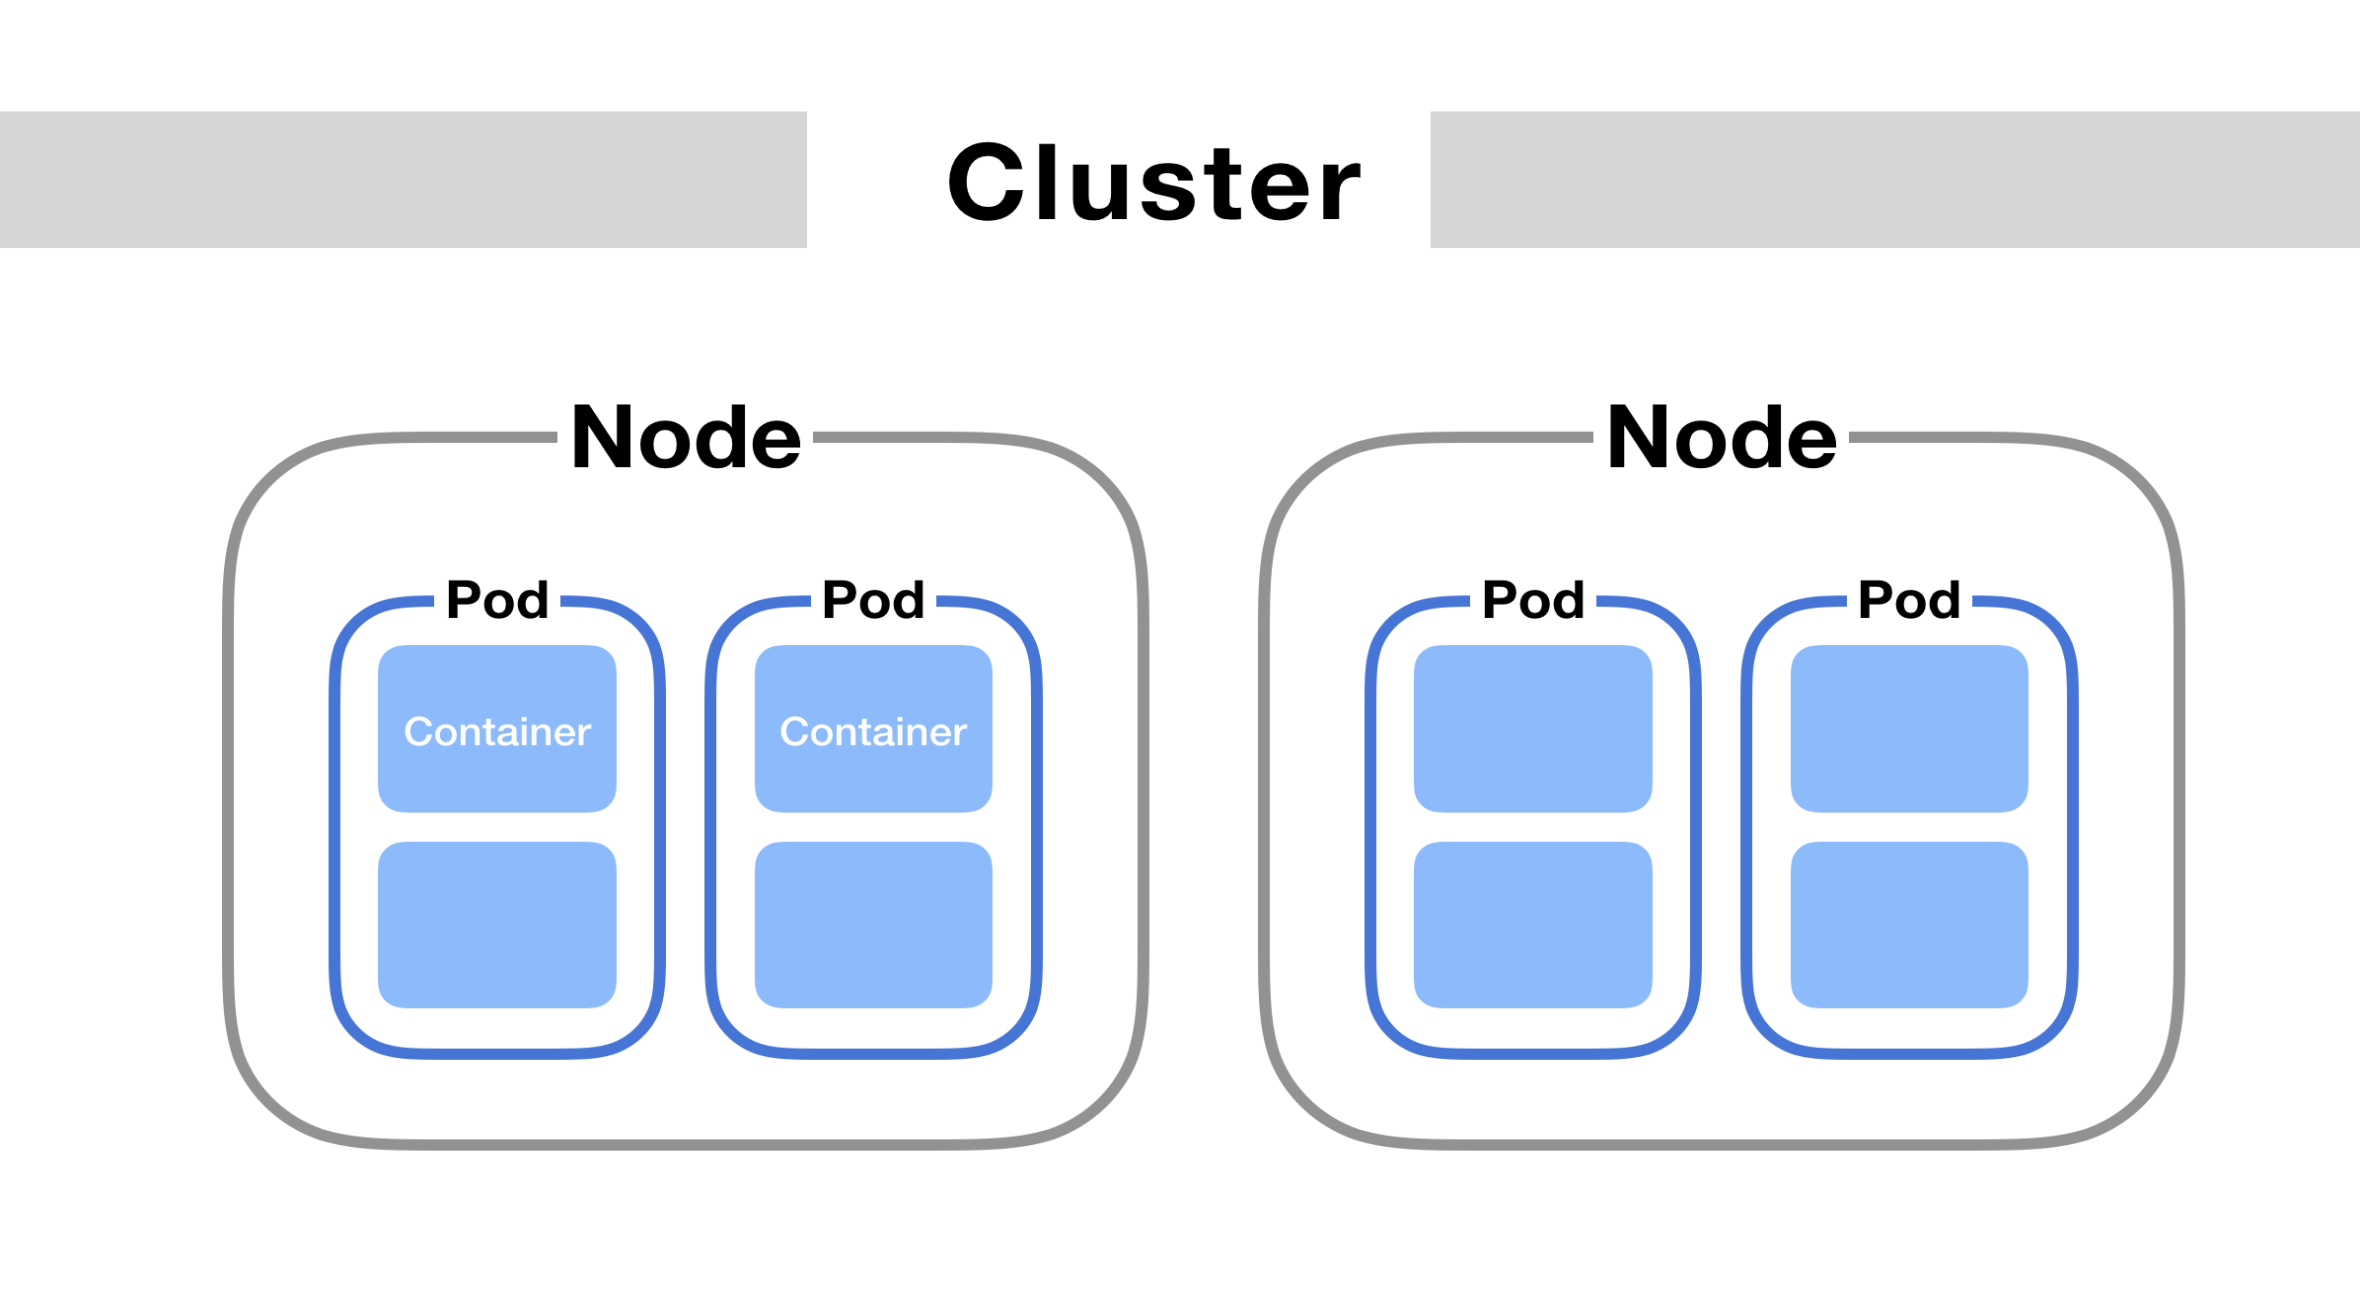 Cluster
Node
Node
Pod
Pod
Pod
Pod
Container
Container